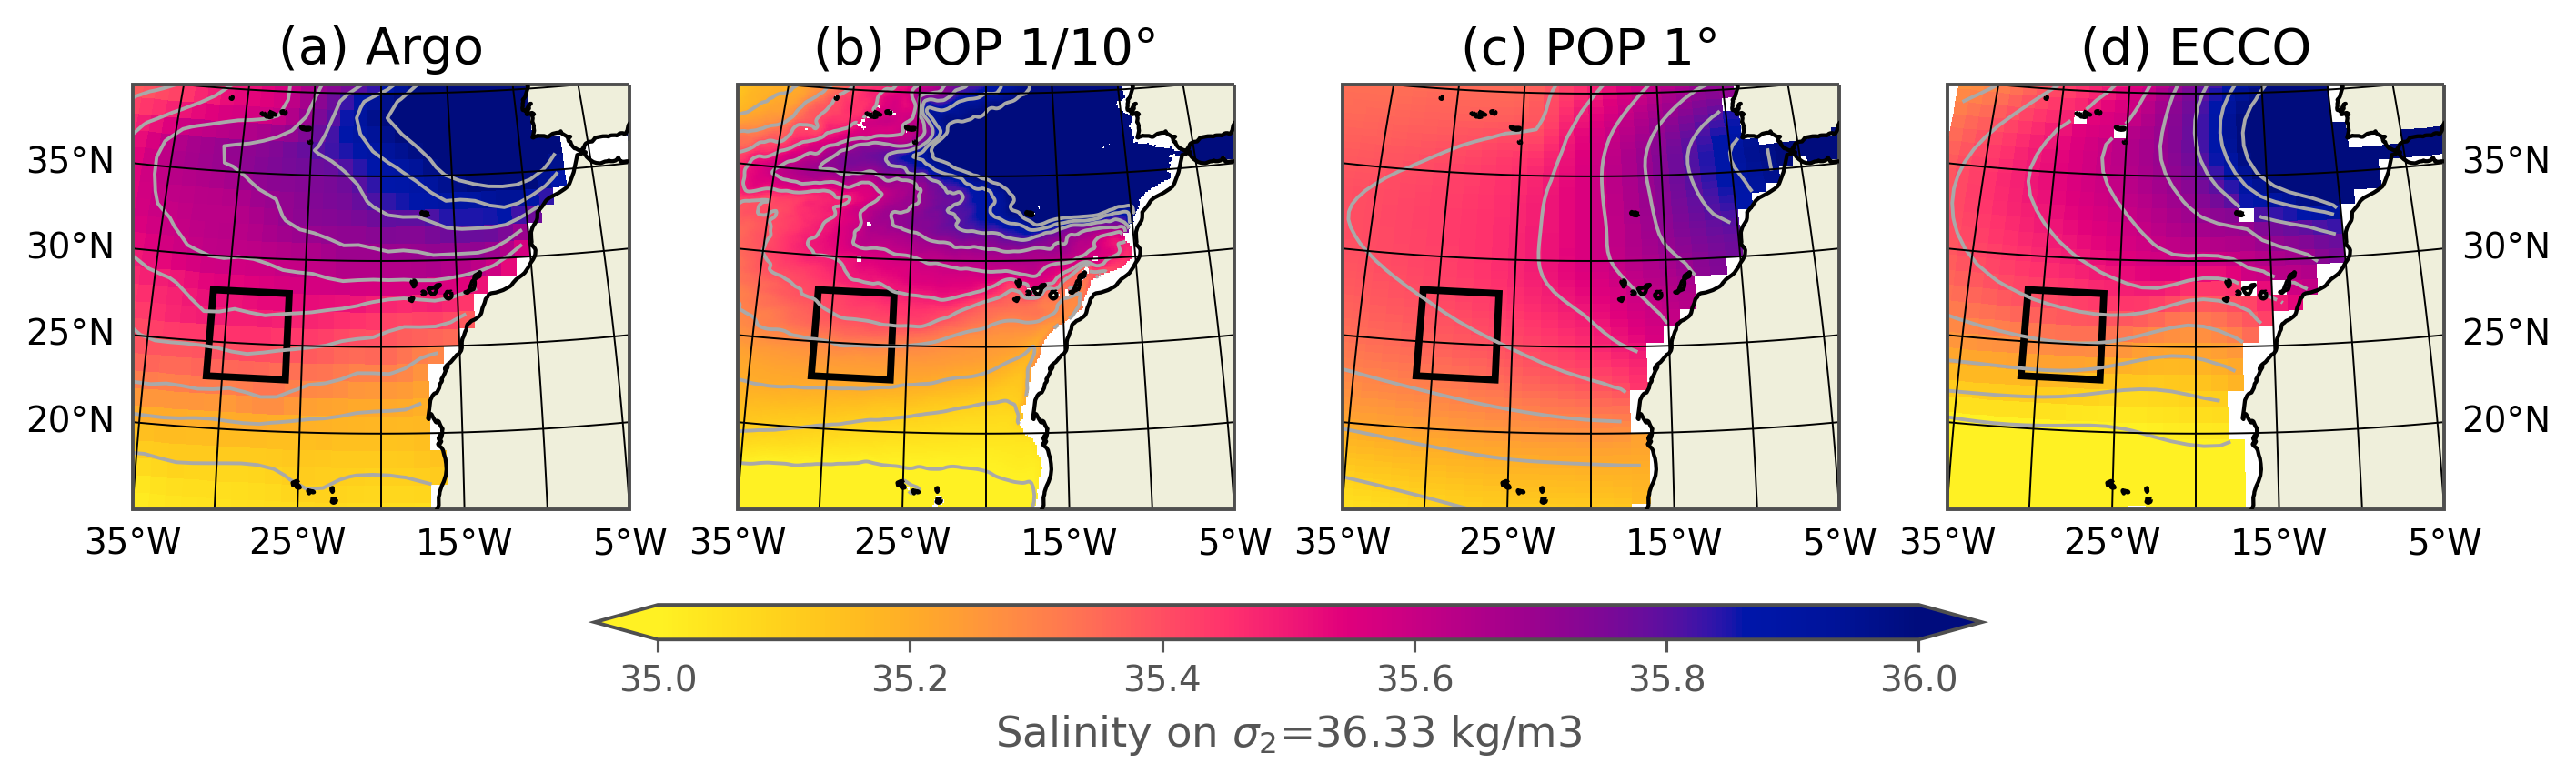 (a) Argo (b) POP 1/10° (c) POP 1° (d) ECCO
35°N 35°N
30°N 30°N
25°N 25°N
20°N 20°N
35°W 25°W 15°W 5°W 35°W 25°W 15°W 5°W 35°W 25°W 15°W 5°W 35°W 25°W 15°W 5°W
35.0 35.2 35.4 35.6 35.8 36.0
Salinity on σ₂=36.33 kg/m3